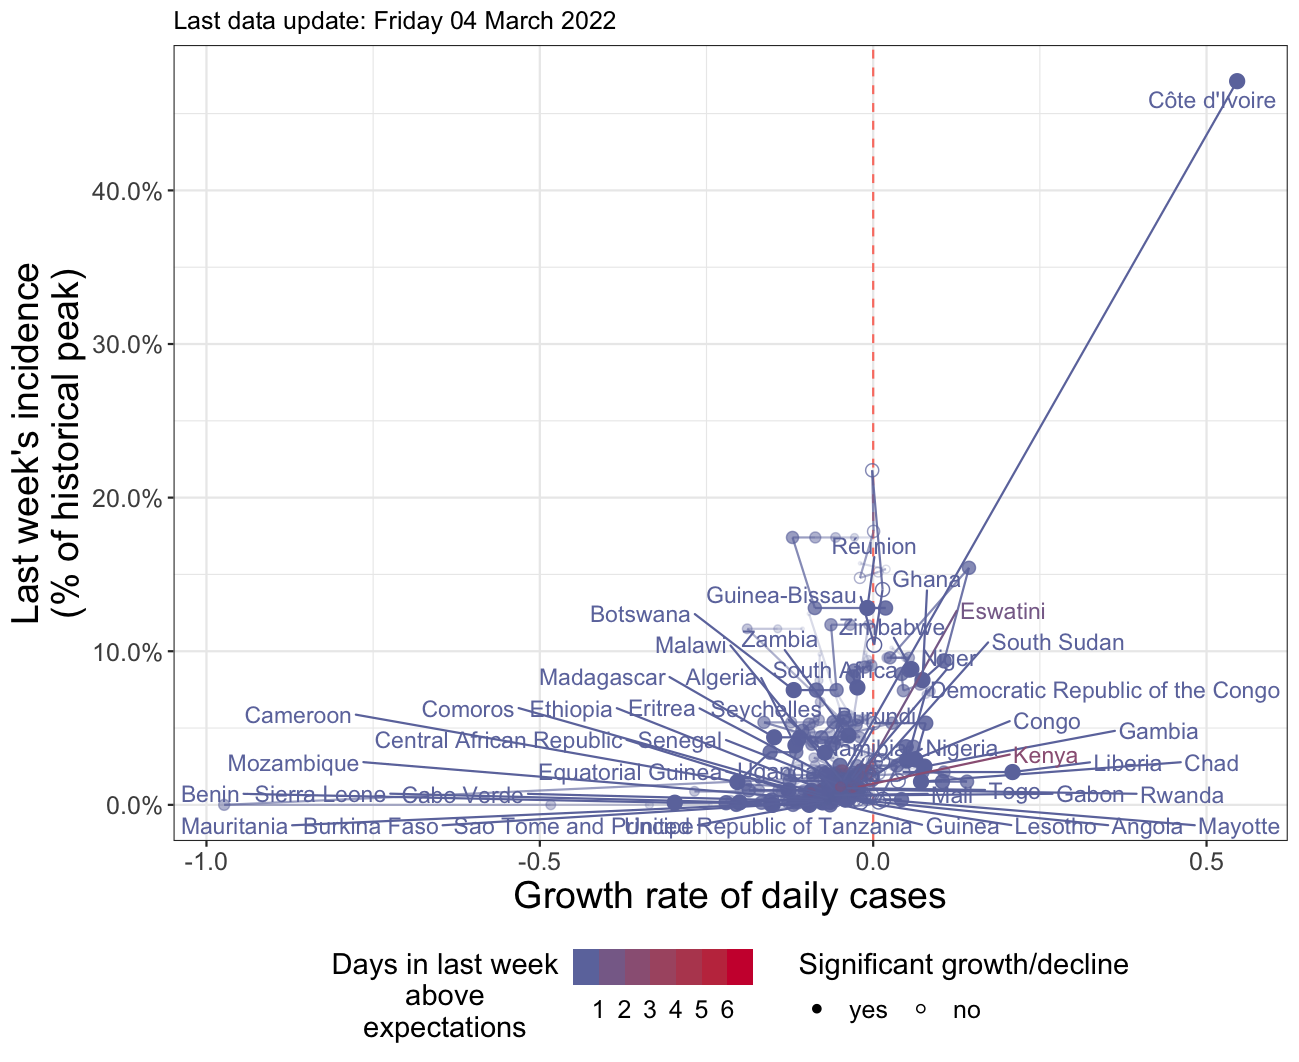 Last data update: Friday 04 March 2022
Last week's incidence
(% of historical peak)
40.0%
30.0%
20.0%
10.0%
0.0%
Côte d'Ivoire
Réunion
Ghana
Guinea-Bissau
Botswana
Eswatini
Zimbabwe
Zambia
Malawi
South Sudan
Niger
South Africa
Madagascar
Algeria
Democratic Republic of the Congo
Comoros
Ethiopia
Eritrea
Seychelles
Burundi
Cameroon
Congo
Gambia
Central African Republic
Senegal
Namibia
Nigeria
Kenya
Mozambique
Equatorial Guinea
Uganda
Liberia
Chad
Benin
Sierra Leone
Cabo Verde
Mali
Togo
Gabon
Rwanda
Mauritania
Burkina Faso
Sao Tome and Principe
United Republic of Tanzania
Guinea
Lesotho
Angola
Mayotte
-1.0
-0.5
0.0
0.5
Growth rate of daily cases
Days in last week
above
expectations
1 2 3 4 5 6
Significant growth/decline
yes
no